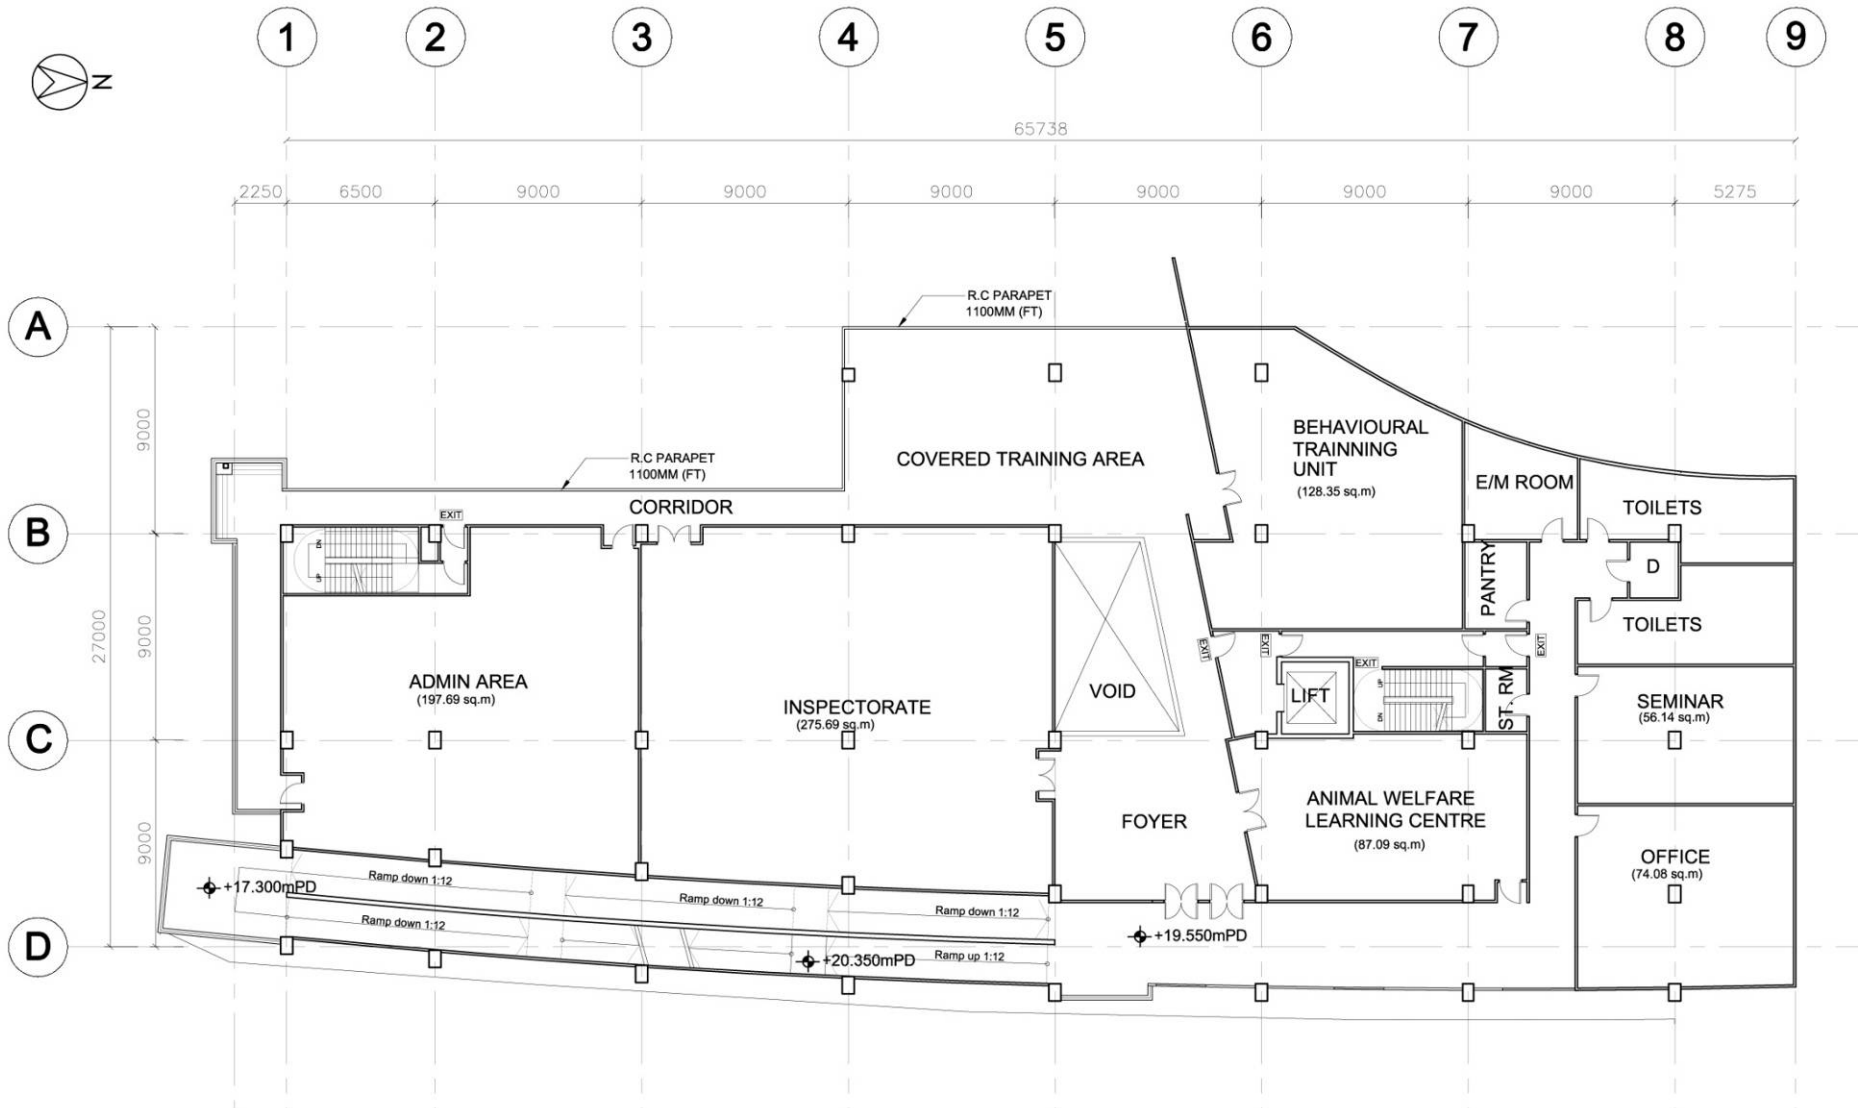 1 2 3 4 5 6 7 8 9
N
65738
2250 6500 9000 9000 9000 9000 9000 9000 5275
A
R.C PARAPET
1100MM (FT)
9000
BEHAVIOURAL
TRAINNING
UNIT
(128.35 sq.m)
R.C PARAPET
1100MM (FT)
COVERED TRAINING AREA
E/M ROOM
CORRIDOR
TOILETS
EXIT
B
DN
UP
PANTRY
D
27000
9000
TOILETS
EXIT
EXIT
EXIT
EXIT
ADMIN AREA
(197.69 sq.m)
INSPECTORATE
(275.69 sq.m)
VOID
LIFT
UP
DN
ST. RM
SEMINAR
(56.14 sq.m)
C
9000
FOYER
ANIMAL WELFARE
LEARNING CENTRE
(87.09 sq.m)
OFFICE
(74.08 sq.m)
+17.300mPD
Ramp down 1:12
Ramp down 1:12
Ramp down 1:12
Ramp down 1:12
D
+19.550mPD
+20.350mPD
Ramp up 1:12